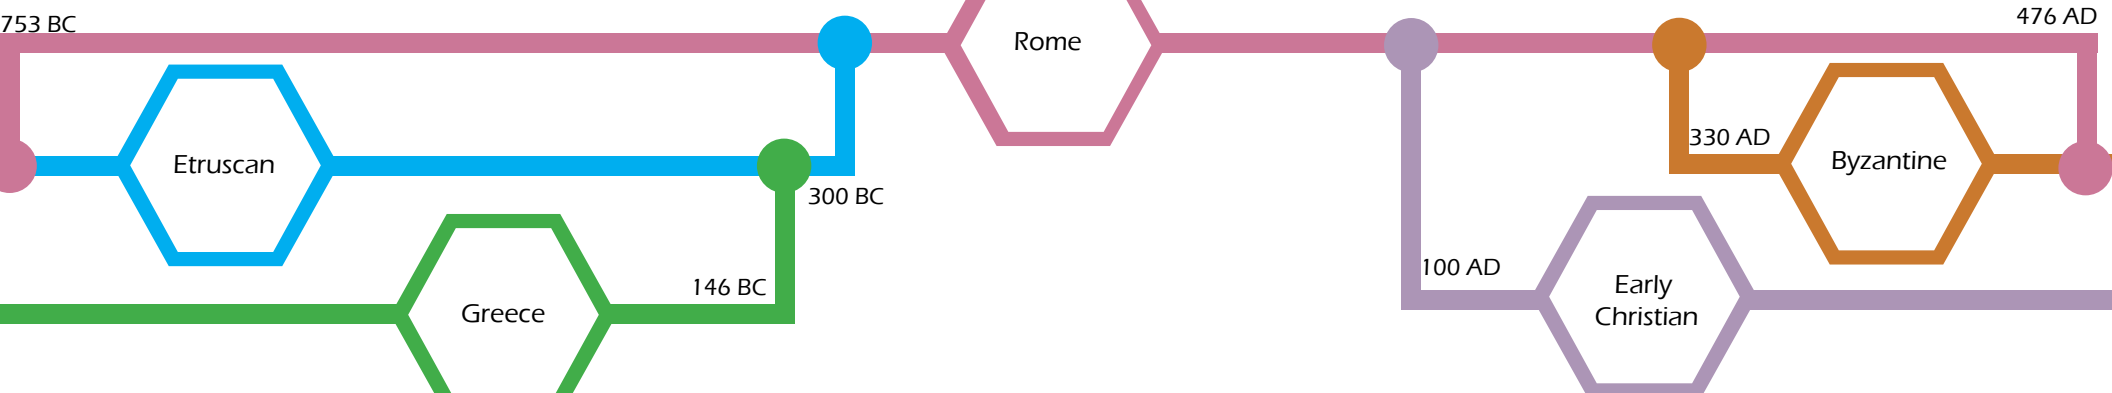 753 BC
476 AD
Rome
330 AD
Etruscan
Byzantine
300 BC
100 AD
146 BC
Greece
Early
Christian